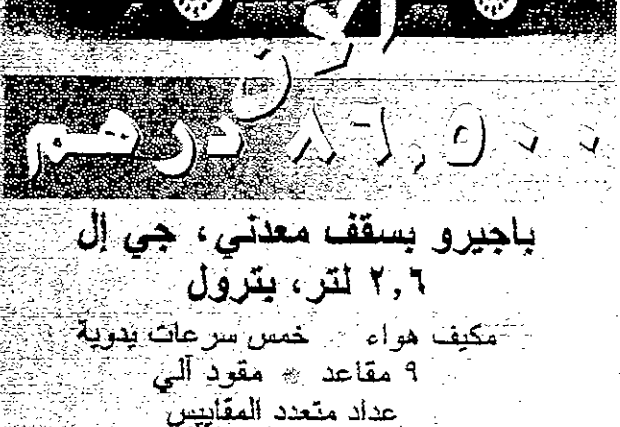 الآن
٨٦,٥٠٠ درهم
باجيرو بسقف معدني، جي إل
٢,٦ لتر، بترول
مكيف هواء * خمس سرعات يدوية
٩ مقاعد * مقود آلي
عداد متعدد المقاييس